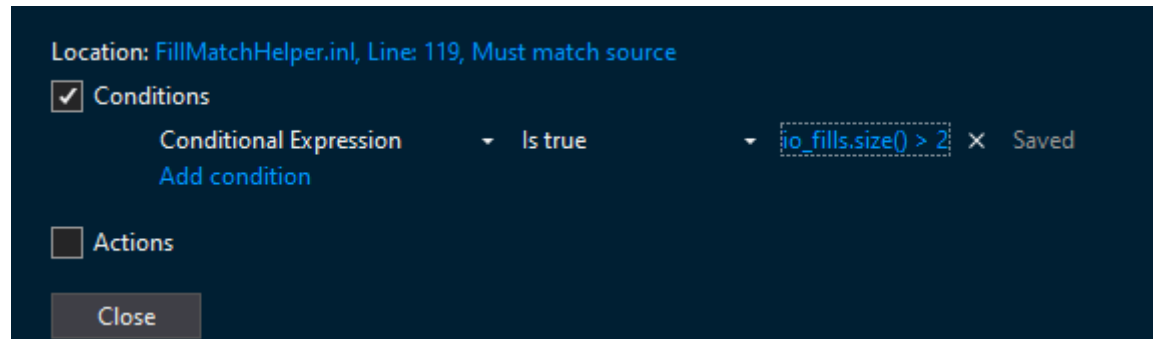 Location: FillMatchHelper.inl, Line: 119, Must match source
Conditions
Conditional Expression Is true io_fills.size() > 2 Saved
Add condition
Actions
Close